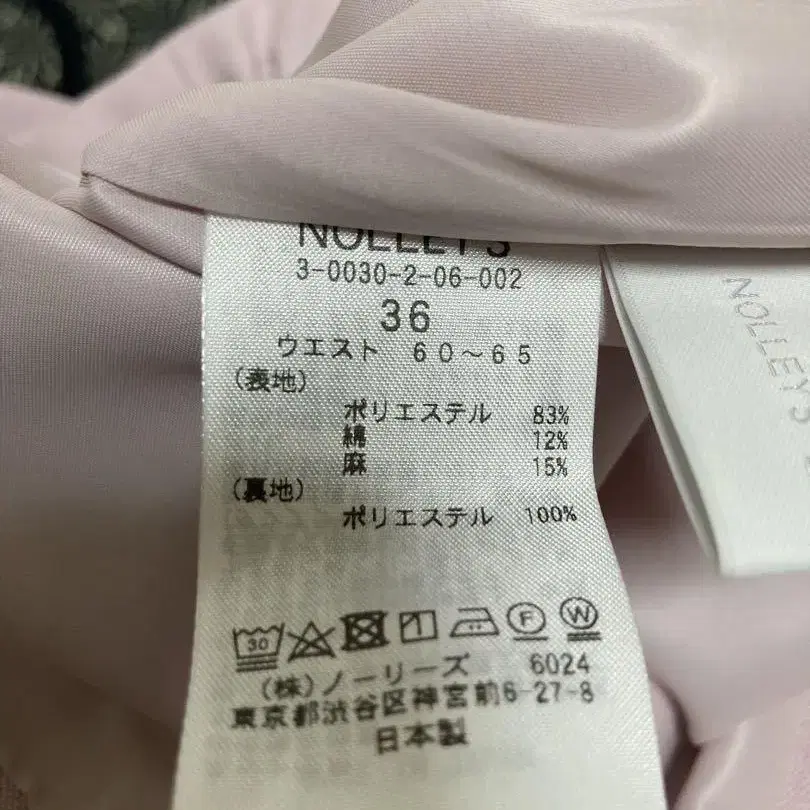 NOLLEY'S
3-0030-2-06-002
36
ウエスト 60～65
(表地)
ポリエステル 83%
綿 12%
麻 15%
(裏地)
ポリエステル 100%
30
F
W
(株)ノーリーズ 6024
東京都渋谷区神宮前6-27-8
日本製
NOLLEY'S